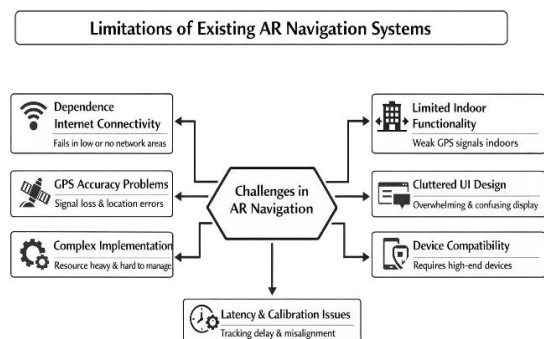 Limitations of Existing AR Navigation Systems
Dependence
Internet Connectivity
Fails in low or no network areas
GPS Accuracy Problems
Signal loss & location errors
Complex Implementation
Resource heavy & hard to manage
Challenges in
AR Navigation
Limited Indoor
Functionality
Weak GPS signals indoors
Cluttered UI Design
Overwhelming & confusing display
Device Compatibility
Requires high-end devices
Latency & Calibration Issues
Tracking delay & misalignment